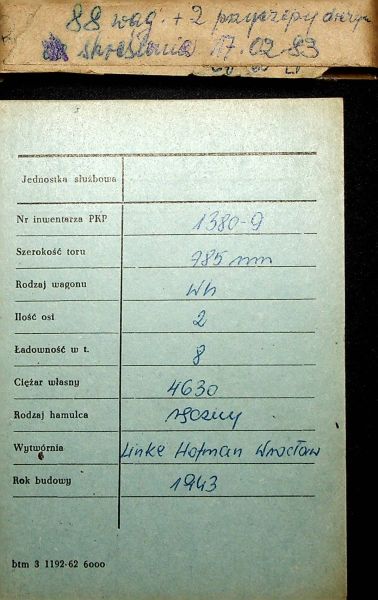 88 wag. + 2 przyczepy
skreślenia 17.02.83
Jednostka służbowa
Nr inwentarza PKP 1380-9
Szerokość toru 785 mm
Rodzaj wagonu Wh
Ilość osi 2
Ładowność w t. 8
Ciężar własny 4630
Rodzaj hamulca ręczny
Wytwórnia Linke Hofman Wrocław
Rok budowy 1943
btm 3 1192-62 6000